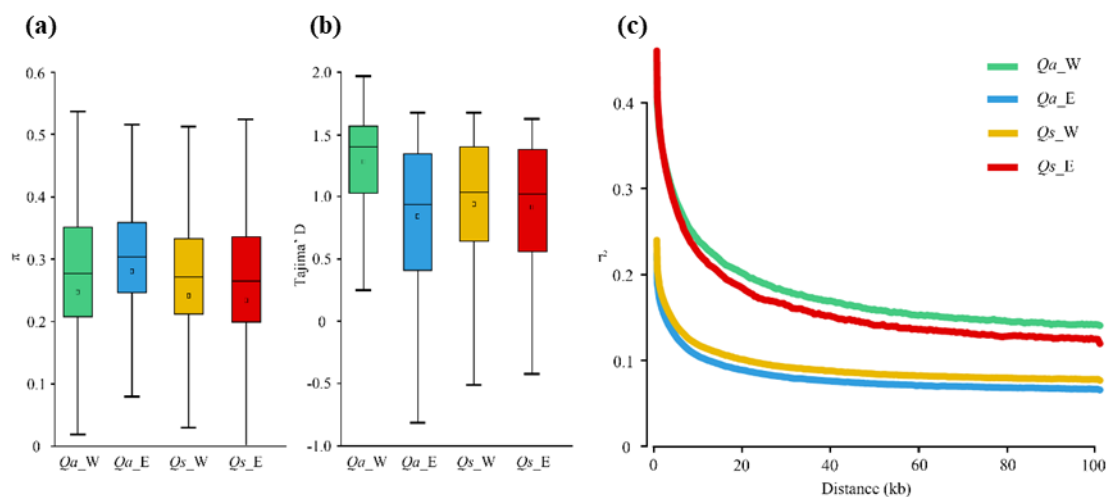 (a)
π
0.6
0.5
0.4
0.3
0.2
0.1
0
Qa_W Qa_E Qs_W Qs_E
(b)
Tajima' D
2.0
1.5
1.0
0.5
0
-0.5
-1.0
Qa_W Qa_E Qs_W Qs_E
(c)
0.4
0.3
0.2
0.1
0
0 20 40 60 80 100
Distance (kb)
Qa_W
Qa_E
Qs_W
Qs_E